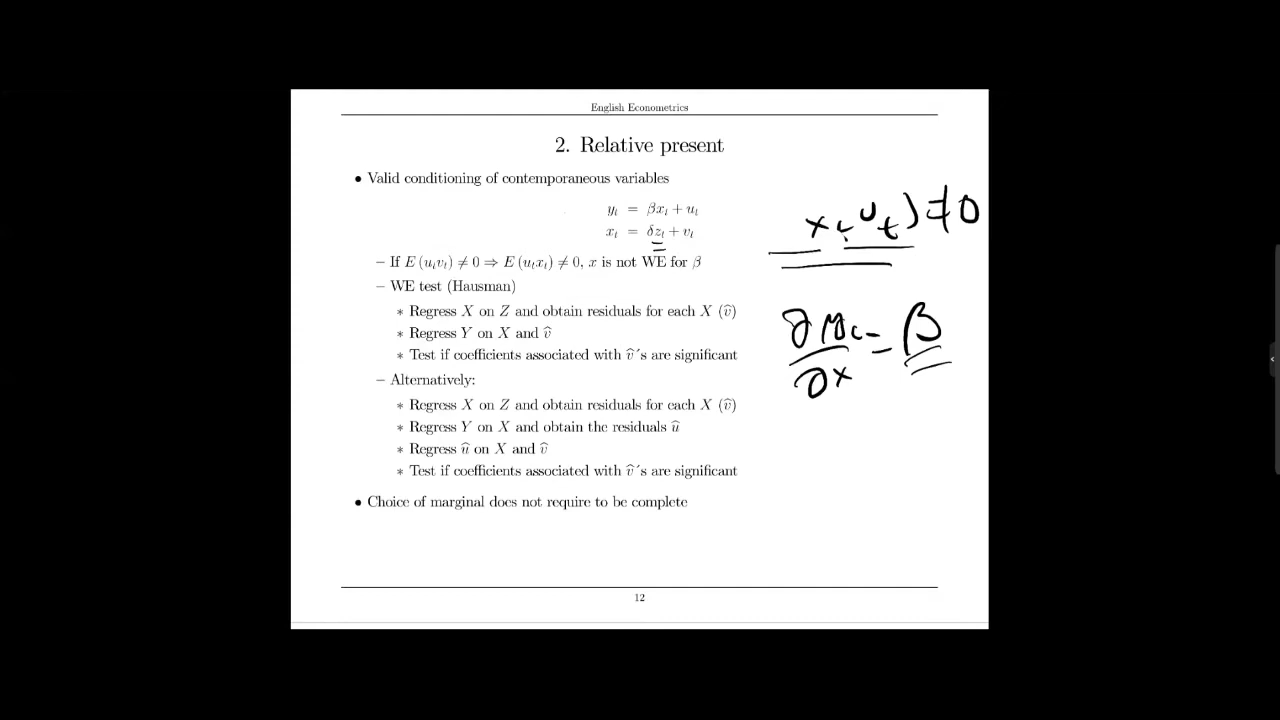 English Econometrics
2. Relative present
• Valid conditioning of contemporaneous variables
y_t = βx_t + u_t
x_t = δz_t + v_t
– If E (u_t v_t) ≠ 0 ⇒ E (u_t x_t) ≠ 0, x is not WE for β
– WE test (Hausman)
∗ Regress X on Z and obtain residuals for each X (v̂)
∗ Regress Y on X and v̂
∗ Test if coefficients associated with v̂´s are significant
– Alternatively:
∗ Regress X on Z and obtain residuals for each X (v̂)
∗ Regress Y on X and obtain the residuals û
∗ Regress û on X and v̂
∗ Test if coefficients associated with v̂´s are significant
• Choice of marginal does not require to be complete
12
x_t u_t ) ≠ 0
= β
∂x